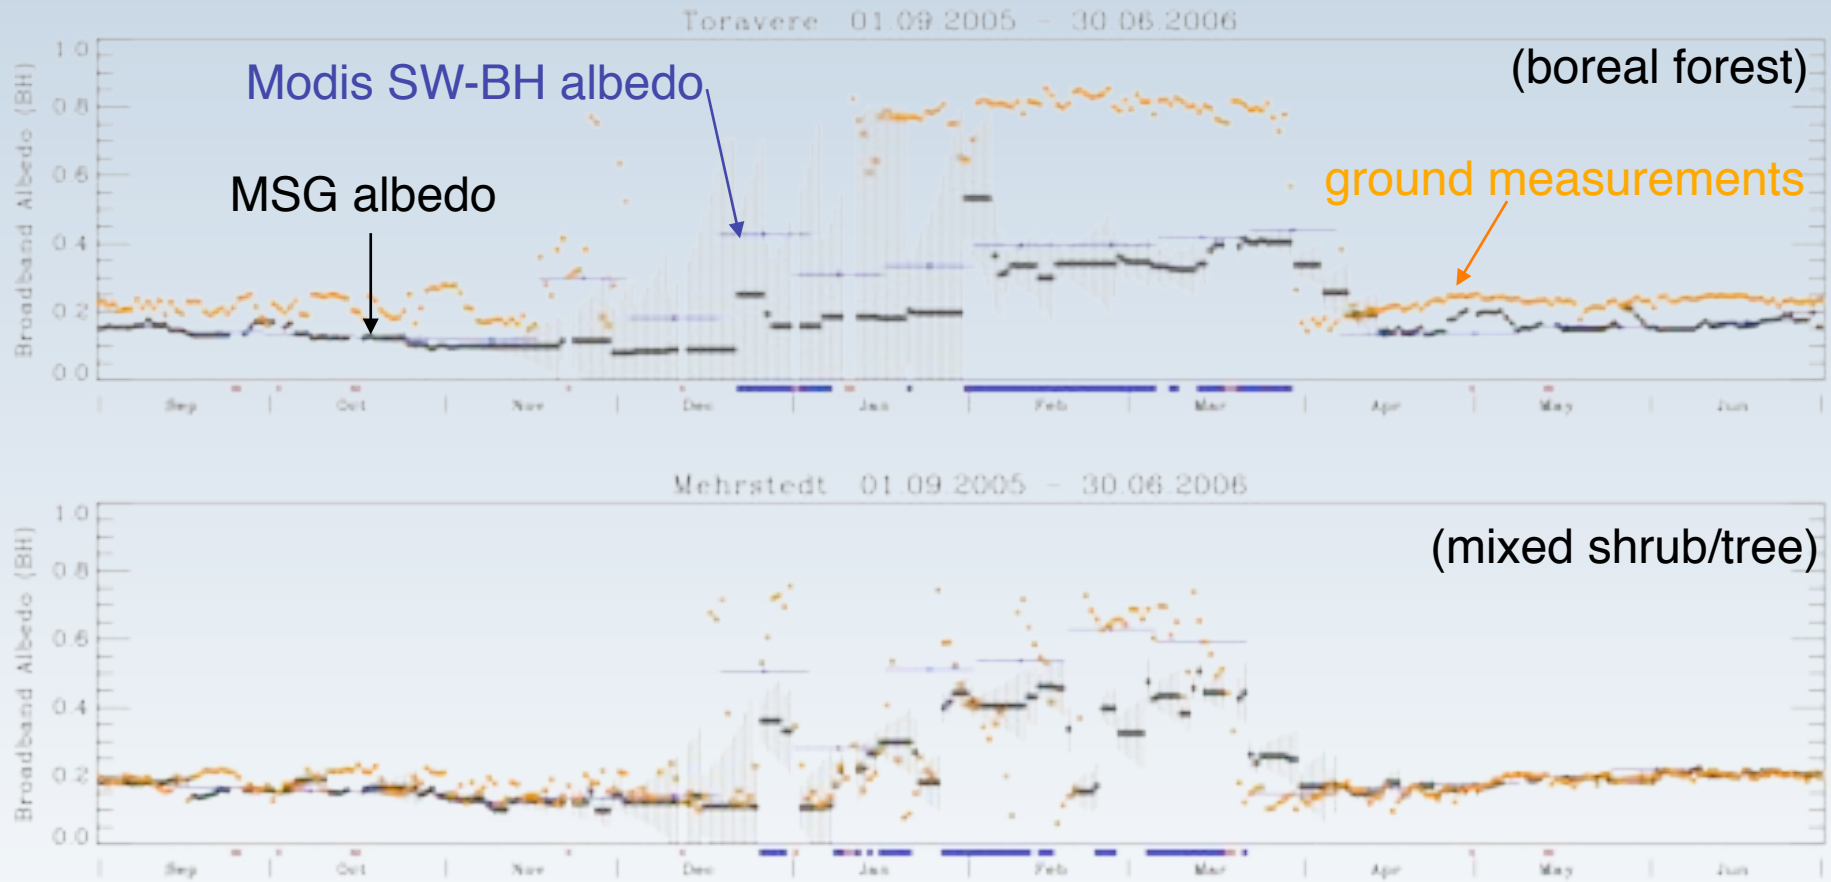 Toravere 01.09.2005 - 30.06.2006
Broadband Albedo (BH)
1.0
0.8
0.6
0.4
0.2
0.0
Modis SW-BH albedo
(boreal forest)
MSG albedo
ground measurements
Sep Oct Nov Dec Jan Feb Mar Apr May Jun
Mehrstedt 01.09.2005 - 30.06.2006
Broadband Albedo (BH)
1.0
0.8
0.6
0.4
0.2
0.0
(mixed shrub/tree)
Sep Oct Nov Dec Jan Feb Mar Apr May Jun